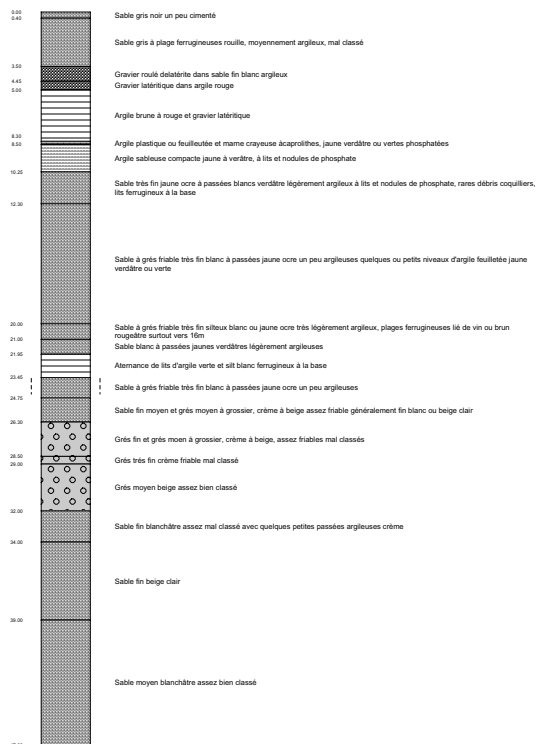 0.00
Sable gris noir un peu cimenté
0.40
Sable gris à plage ferrugineuses rouille, moyennement argileux, mal classé
3.50
Gravier roulé delatérite dans sable fin blanc argileux
4.45
Gravier latéritique dans argile rouge
5.00
Argile brune à rouge et gravier latéritique
8.30
Argile plastique ou feuilleutée et marne crayeuse àcaprolithes, jaune verdâtre ou vertes phosphatées
8.50
Argile sableuse compacte jaune à verâtre, à lits et nodules de phosphate
10.25
Sable très fin jaune ocre à passées blancs verdâtre légèrement argileux à lits et nodules de phosphate, rares débris coquilliers,
lits ferrugineux à la base
12.30
Sable à grès friable très fin blanc à passées jaune ocre un peu argileuses quelques ou petits niveaux d'argile feuilletée jaune
verdâtre ou verte
20.00
Sable à grès friable très fin silteux blanc ou jaune ocre très légèrement argileux, plages ferrugineuses lié de vin ou brun
rougeâtre surtout vers 16m
21.00
Sable blanc à passées jaunes verdâtres légèrement argileuses
21.95
Aternance de lits d'argile verte et silt blanc ferrugineux à la base
23.45
Sable à grès friable très fin blanc à passées jaune ocre un peu argileuses
24.75
Sable fin moyen et grés moyen à grossier, crème à beige assez friable généralement fin blanc ou beige clair
26.30
Grés fin et grés moen à grossier, crème à beige, assez friables mal classés
28.50
Grés trés fin crème friable mal classé
29.00
Grés moyen beige assez bien classé
32.00
Sable fin blanchâtre assez mal classé avec quelques petites passées argileuses crème
34.00
Sable fin beige clair
39.00
Sable moyen blanchâtre assez bien classé